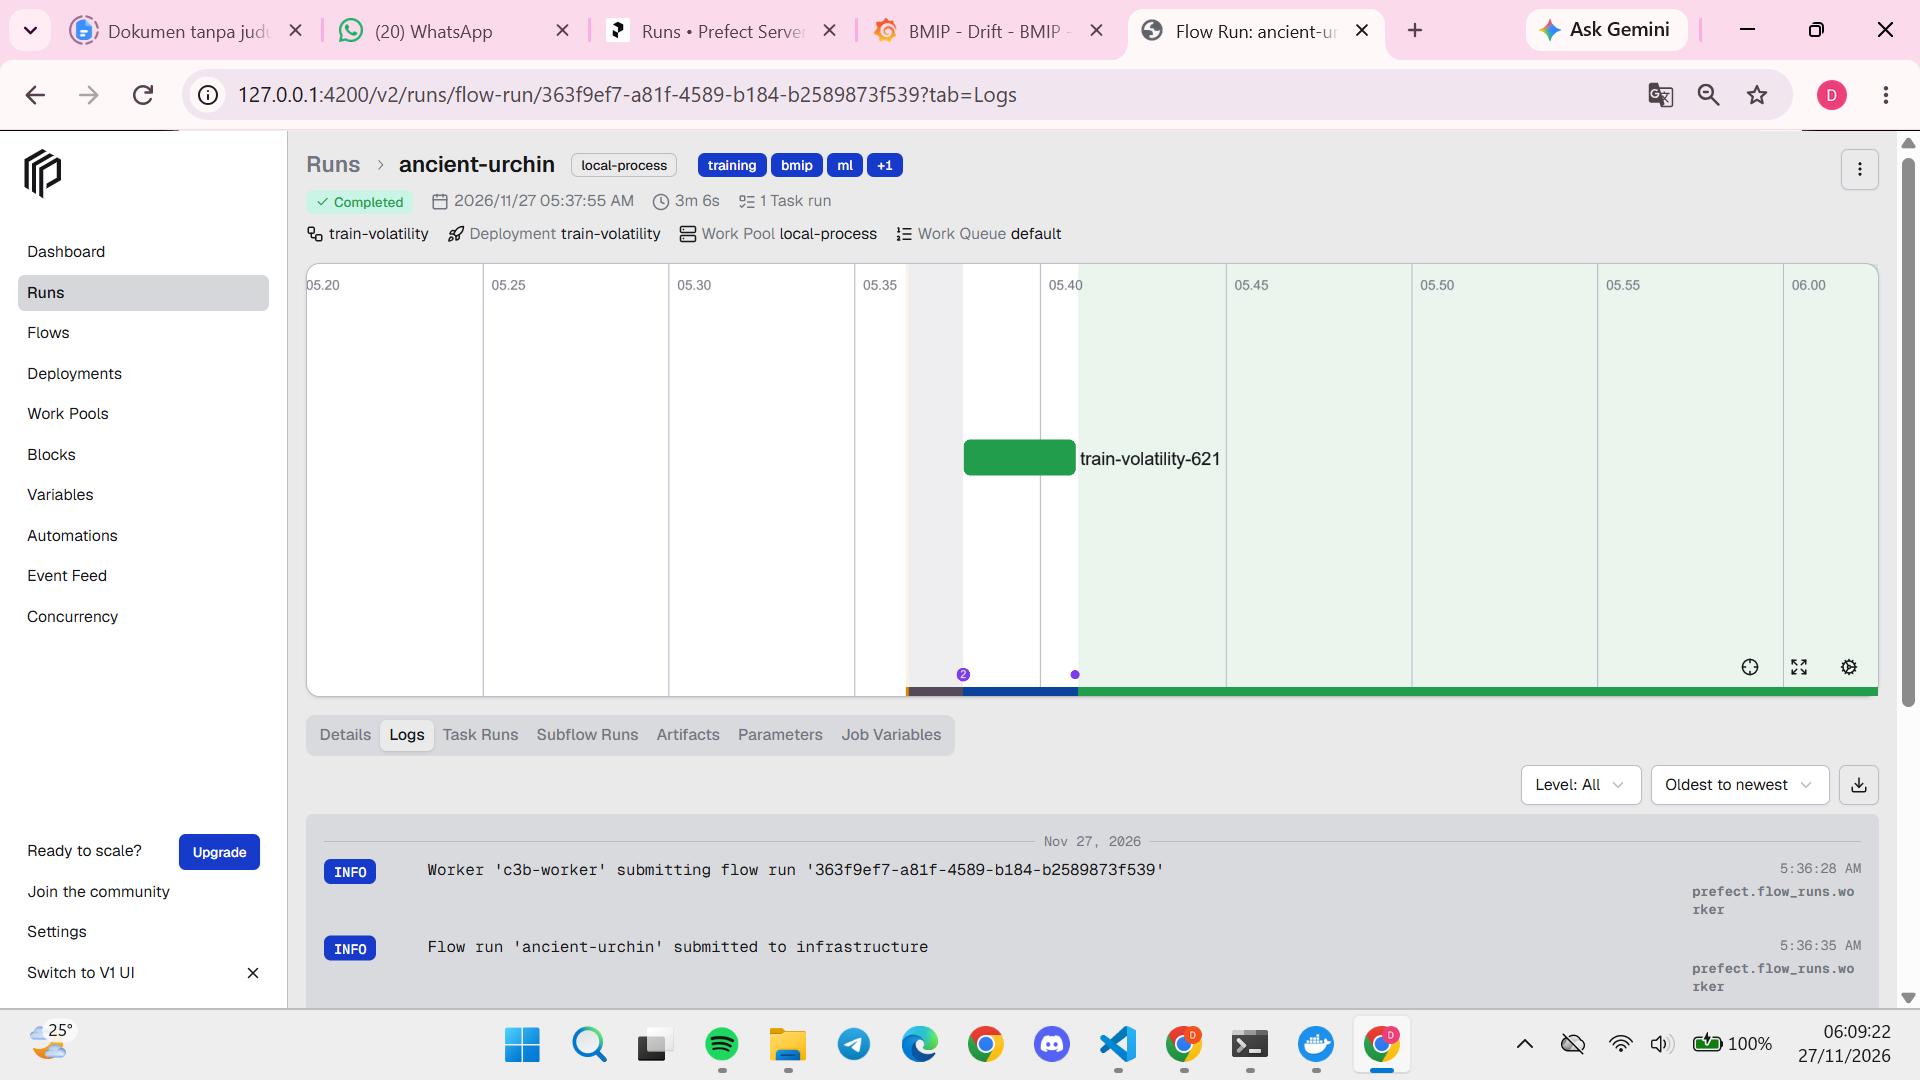 Dokumen tanpa judu
(20) WhatsApp
Runs • Prefect Server
BMIP - Drift - BMIP -
Flow Run: ancient-ur
Ask Gemini
127.0.0.1:4200/v2/runs/flow-run/363f9ef7-a81f-4589-b184-b2589873f539?tab=Logs
D
Runs > ancient-urchin local-process training bmip ml +1
Completed 2026/11/27 05:37:55 AM 3m 6s 1 Task run
train-volatility Deployment train-volatility Work Pool local-process Work Queue default
Dashboard
Runs
Flows
Deployments
Work Pools
Blocks
Variables
Automations
Event Feed
Concurrency
05.20 05.25 05.30 05.35 05.40 05.45 05.50 05.55 06.00
train-volatility-621
2
Details Logs Task Runs Subflow Runs Artifacts Parameters Job Variables
Level: All Oldest to newest
Nov 27, 2026
INFO Worker 'c3b-worker' submitting flow run '363f9ef7-a81f-4589-b184-b2589873f539' 5:36:28 AM
prefect.flow_runs.wo
rker
INFO Flow run 'ancient-urchin' submitted to infrastructure 5:36:35 AM
prefect.flow_runs.wo
rker
Ready to scale? Upgrade
Join the community
Settings
Switch to V1 UI
25°
D
D
100%
06:09:22
27/11/2026